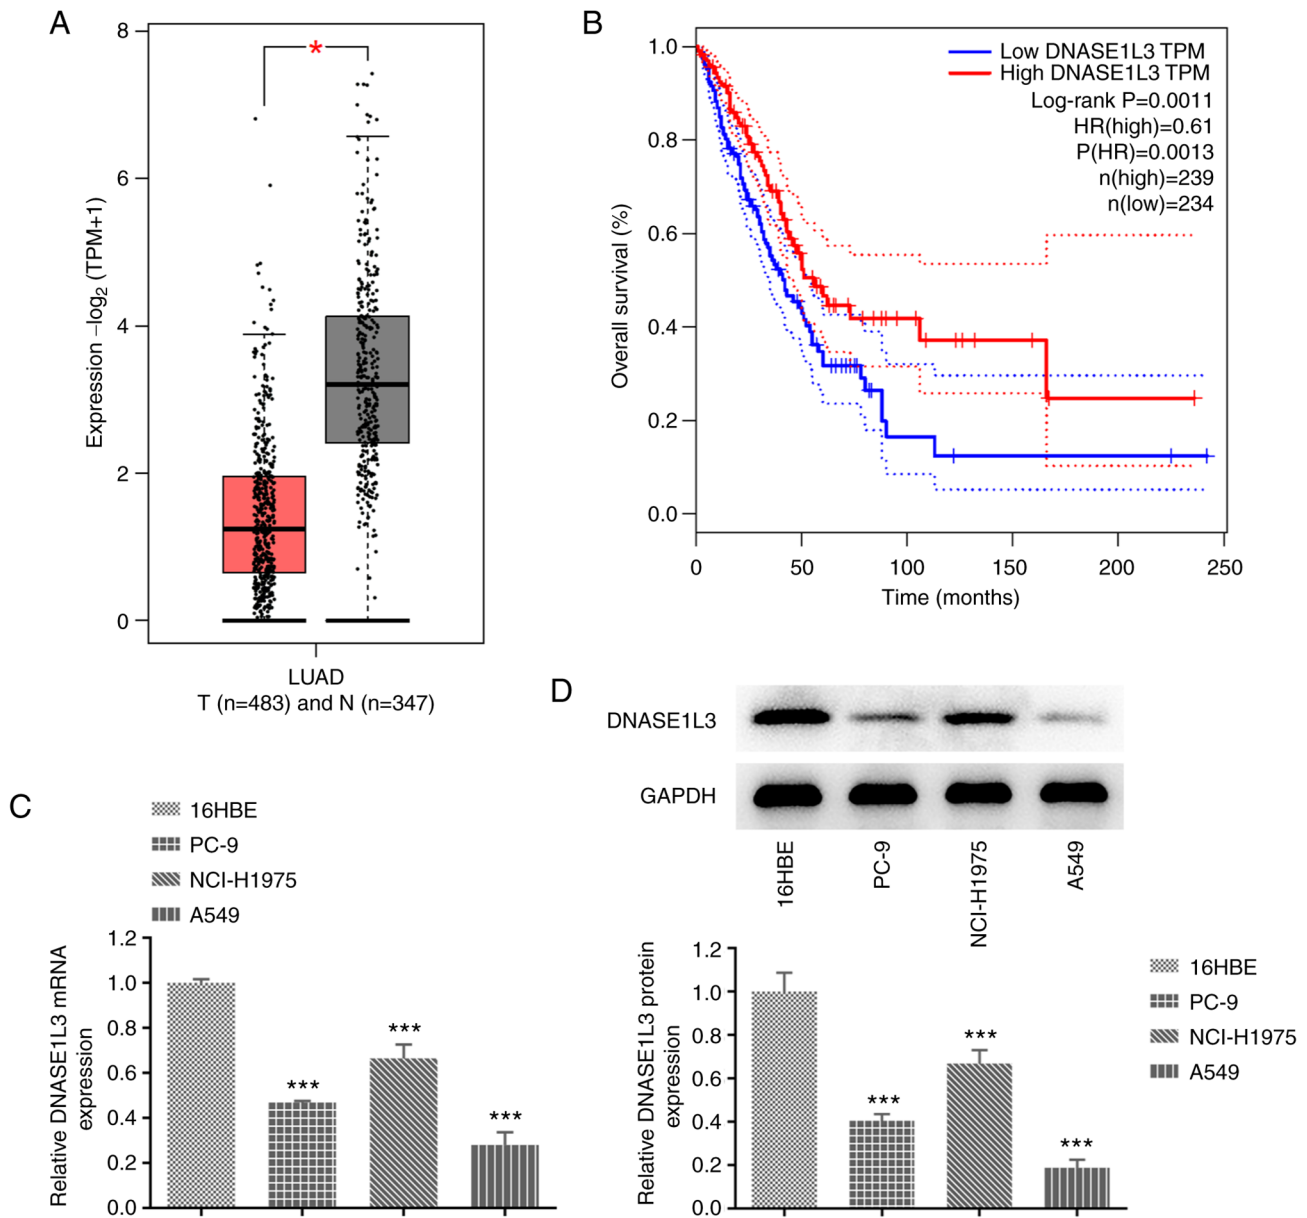 A
8
6
4
2
0
Expression –log2 (TPM+1)
*
LUAD
T (n=483) and N (n=347)
B
1.0
0.8
0.6
0.4
0.2
0.0
Overall survival (%)
Low DNASE1L3 TPM
High DNASE1L3 TPM
Log-rank P=0.0011
HR(high)=0.61
P(HR)=0.0013
n(high)=239
n(low)=234
0 50 100 150 200 250
Time (months)
C
16HBE
PC-9
NCI-H1975
A549
Relative DNASE1L3 mRNA
expression
1.2
1.0
0.8
0.6
0.4
0.2
0.0
***
***
***
D
DNASE1L3
GAPDH
16HBE
PC-9
NCI-H1975
A549
Relative DNASE1L3 protein
expression
1.2
1.0
0.8
0.6
0.4
0.2
0.0
***
***
***
16HBE
PC-9
NCI-H1975
A549